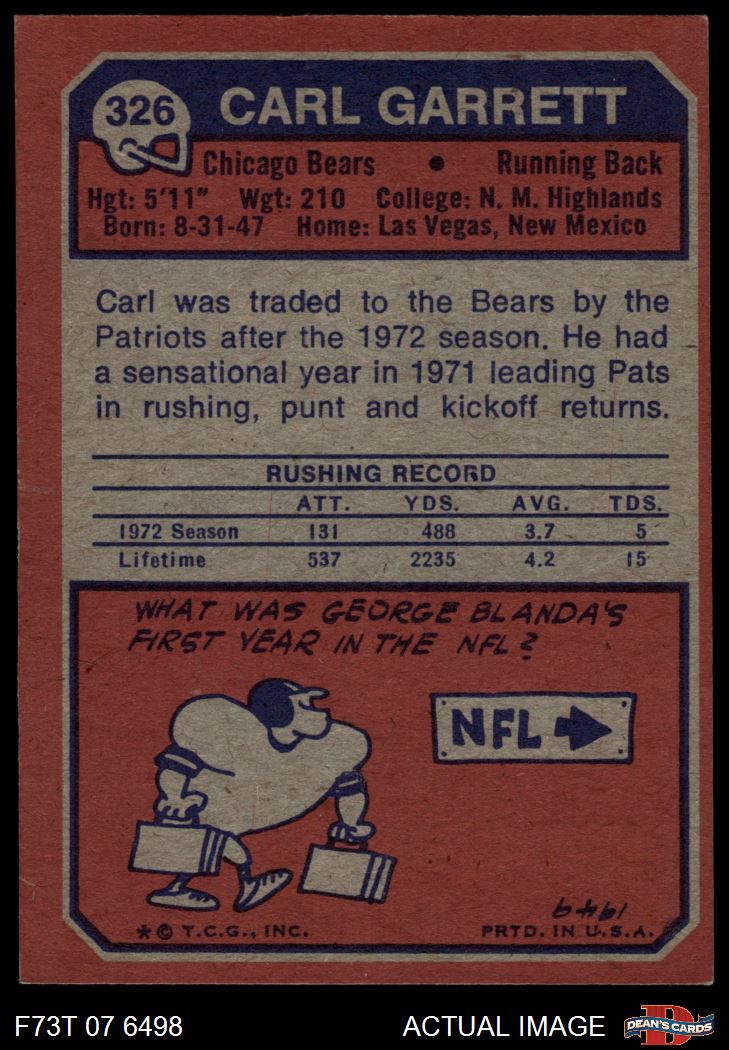 326 CARL GARRETT
Chicago Bears • Running Back
Hgt: 5'11" Wgt: 210 College: N. M. Highlands
Born: 8-31-47 Home: Las Vegas, New Mexico
Carl was traded to the Bears by the
Patriots after the 1972 season. He had
a sensational year in 1971 leading Pats
in rushing, punt and kickoff returns.
RUSHING RECORD
ATT. YDS. AVG. TDS.
1972 Season 131 488 3.7 5
Lifetime 537 2235 4.2 15
WHAT WAS GEORGE BLANDA'S
FIRST YEAR IN THE NFL?
NFL
1949
* © T.C.G., INC. PRTD. IN U.S.A.
F73T 07 6498 ACTUAL IMAGE DEAN'S CARDS